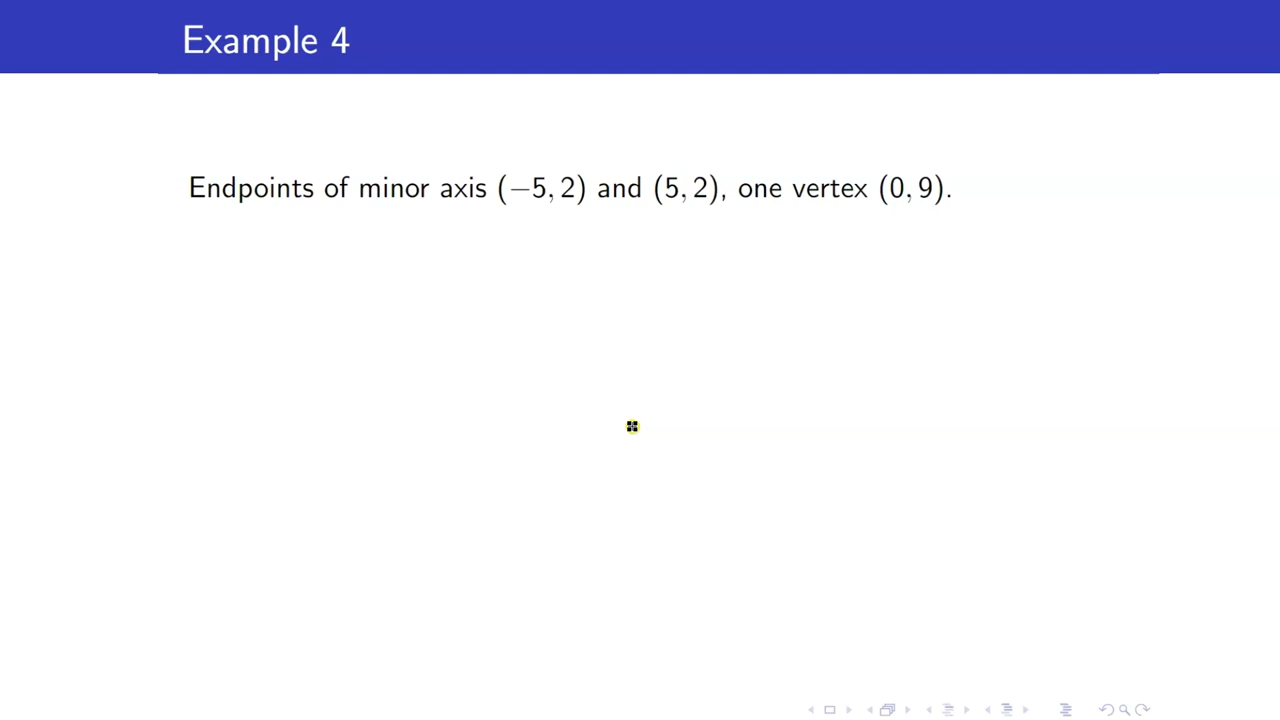 Example 4
Endpoints of minor axis (−5, 2) and (5, 2), one vertex (0, 9).